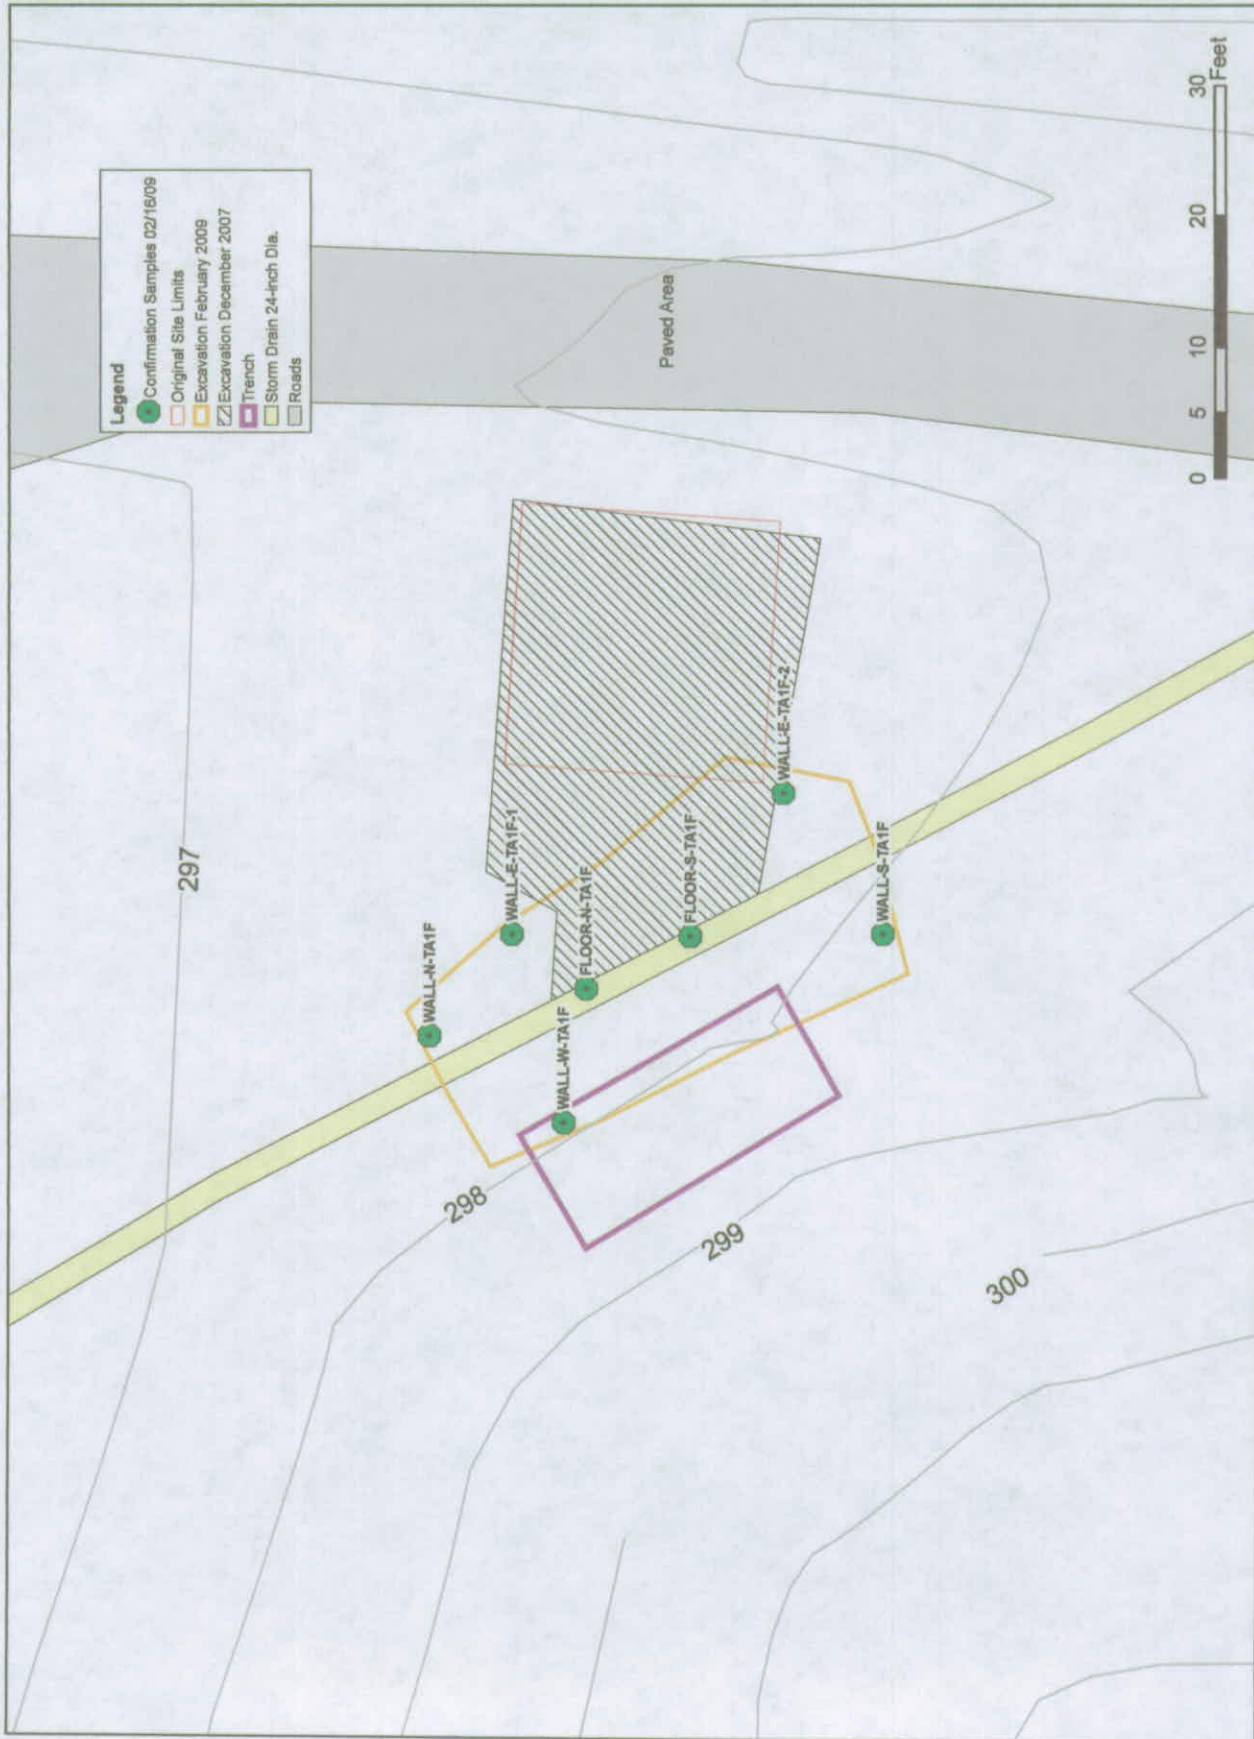 Legend
Confirmation Samples 02/16/09
Original Site Limits
Excavation February 2009
Excavation December 2007
Trench
Storm Drain 24-inch Dia.
Roads
297
WALL-N-TA1F
WALL-E-TA1F-1
WALL-W-TA1F
FLOOR-N-TA1F
FLOOR-S-TA1F
WALL-E-TA1F-2
WALL-S-TA1F
298
299
300
Paved Area
0 5 10 20 30
Feet